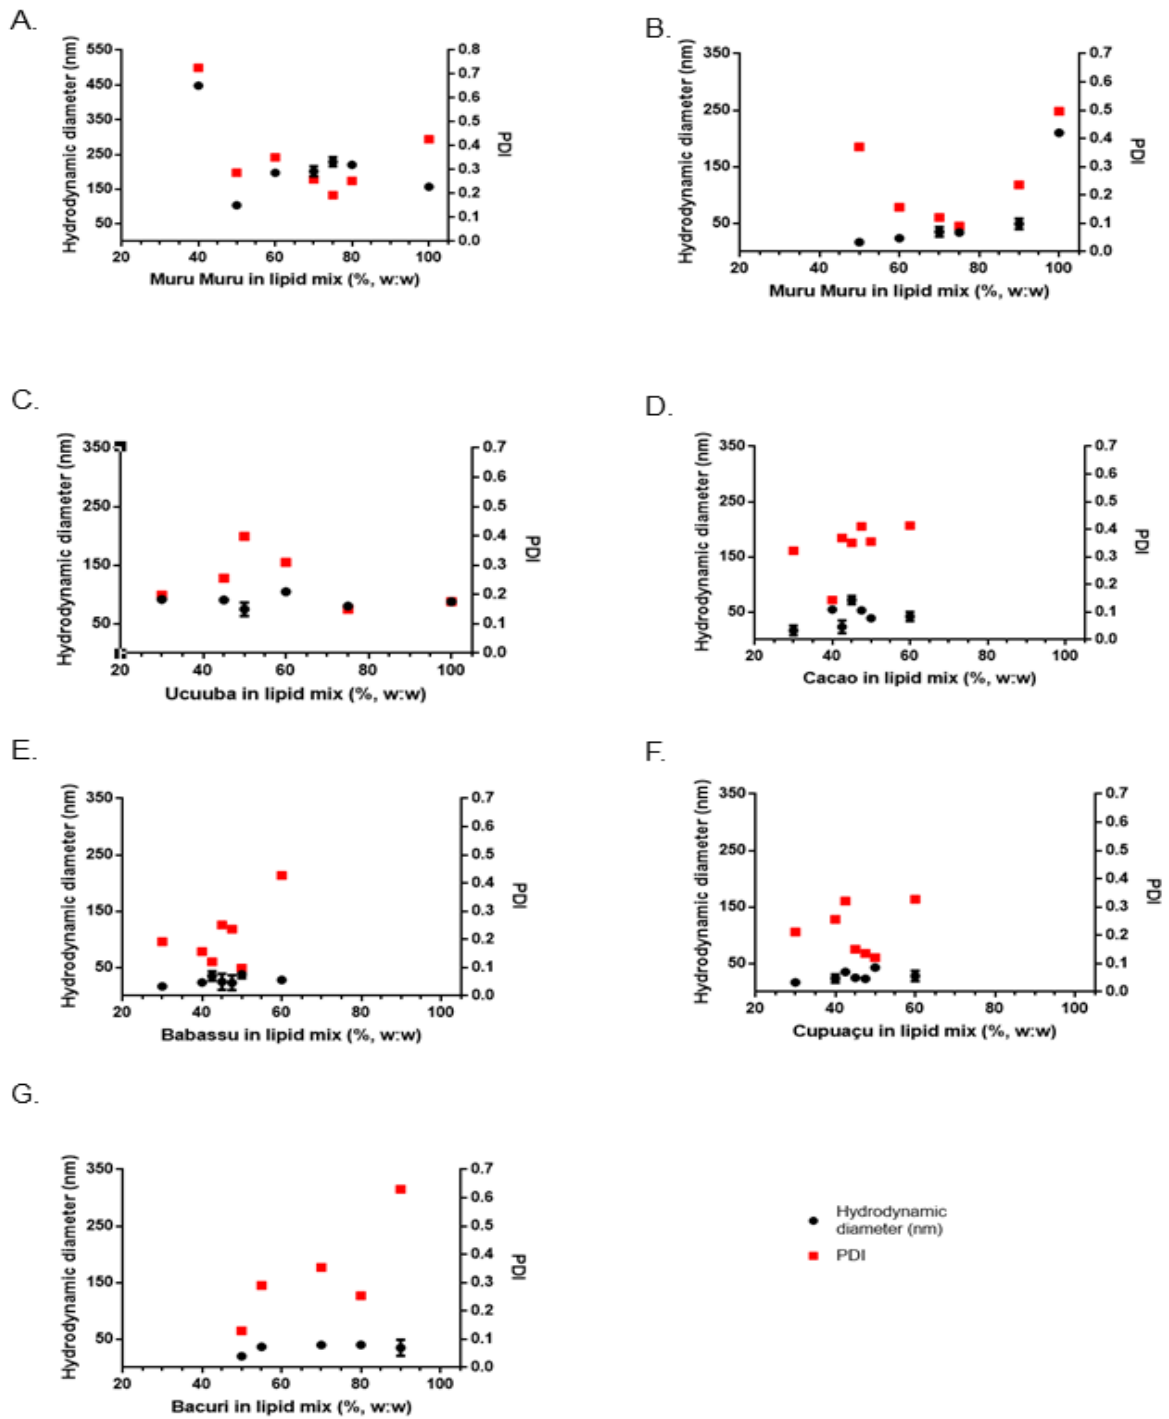 A.
Hydrodynamic diameter (nm)
550
450
350
250
150
50
0.8
0.7
0.6
0.5
0.4
0.3
0.2
0.1
0.0
PDI
20 40 60 80 100
Muru Muru in lipid mix (%, w:w)
B.
Hydrodynamic diameter (nm)
350
250
150
50
0.7
0.6
0.5
0.4
0.3
0.2
0.1
0.0
PDI
20 40 60 80 100
Muru Muru in lipid mix (%, w:w)
C.
Hydrodynamic diameter (nm)
350
250
150
50
0.7
0.6
0.5
0.4
0.3
0.2
0.1
0.0
PDI
20 40 60 80 100
Ucuuba in lipid mix (%, w:w)
D.
Hydrodynamic diameter (nm)
350
250
150
50
0.7
0.6
0.5
0.4
0.3
0.2
0.1
0.0
PDI
20 40 60 80 100
Cacao in lipid mix (%, w:w)
E.
Hydrodynamic diameter (nm)
350
250
150
50
0.7
0.6
0.5
0.4
0.3
0.2
0.1
0.0
PDI
20 40 60 80 100
Babassu in lipid mix (%, w:w)
F.
Hydrodynamic diameter (nm)
350
250
150
50
0.7
0.6
0.5
0.4
0.3
0.2
0.1
0.0
PDI
20 40 60 80 100
Cupuaçu in lipid mix (%, w:w)
G.
Hydrodynamic diameter (nm)
350
250
150
50
0.7
0.6
0.5
0.4
0.3
0.2
0.1
0.0
PDI
20 40 60 80 100
Bacuri in lipid mix (%, w:w)
Hydrodynamic
diameter (nm)
PDI